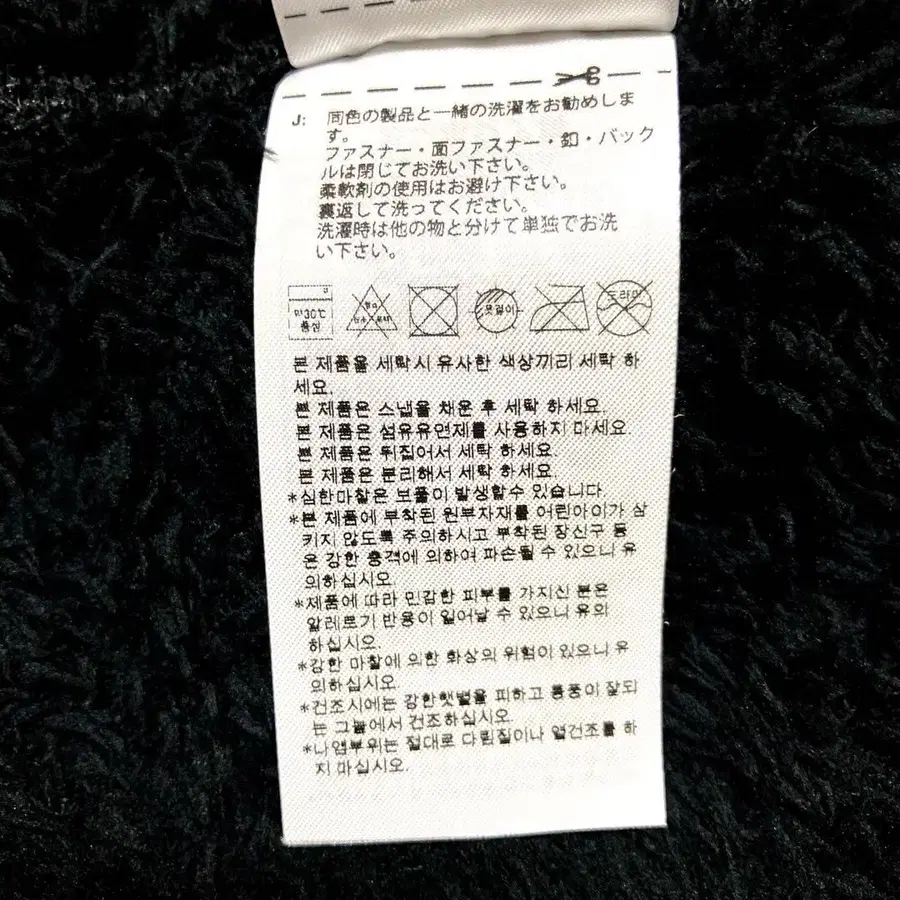 J: 同色の製品と一緒の洗濯をお勧めしま
す。
ファスナー・面ファスナー・釦・バック
ルは閉じてお洗い下さい。
柔軟剤の使用はお避け下さい。
裏返して洗ってください。
洗濯時は他の物と分けて単独でお洗
い下さい。
약30℃
중성
옷걸이
드라이
본 제품을 세탁시 유사한 색상끼리 세탁 하
세요.
본 제품은 스냅을 채운 후 세탁 하세요.
본 제품은 섬유유연제를 사용하지 마세요.
본 제품은 뒤집어서 세탁 하세요.
본 제품은 분리해서 세탁 하세요.
*심한마찰은 보풀이 발생할수 있습니다.
*본 제품에 부착된 원부자재를 어린아이가 삼
키지 않도록 주의하시고 부착된 장신구 등
은 강한 충격에 의하여 파손될 수 있으니 유
의하십시오.
*제품에 따라 민감한 피부를 가지신 분은
알레르기 반응이 일어날 수 있으니 유의
하십시오.
*강한 마찰에 의한 화상의 위험이 있으니 유
의하십시오.
*건조시에는 강한햇볕을 피하고 통풍이 잘되
는 그늘에서 건조하십시오.
*나염부위는 절대로 다림질이나 열건조를 하
지 마십시오.